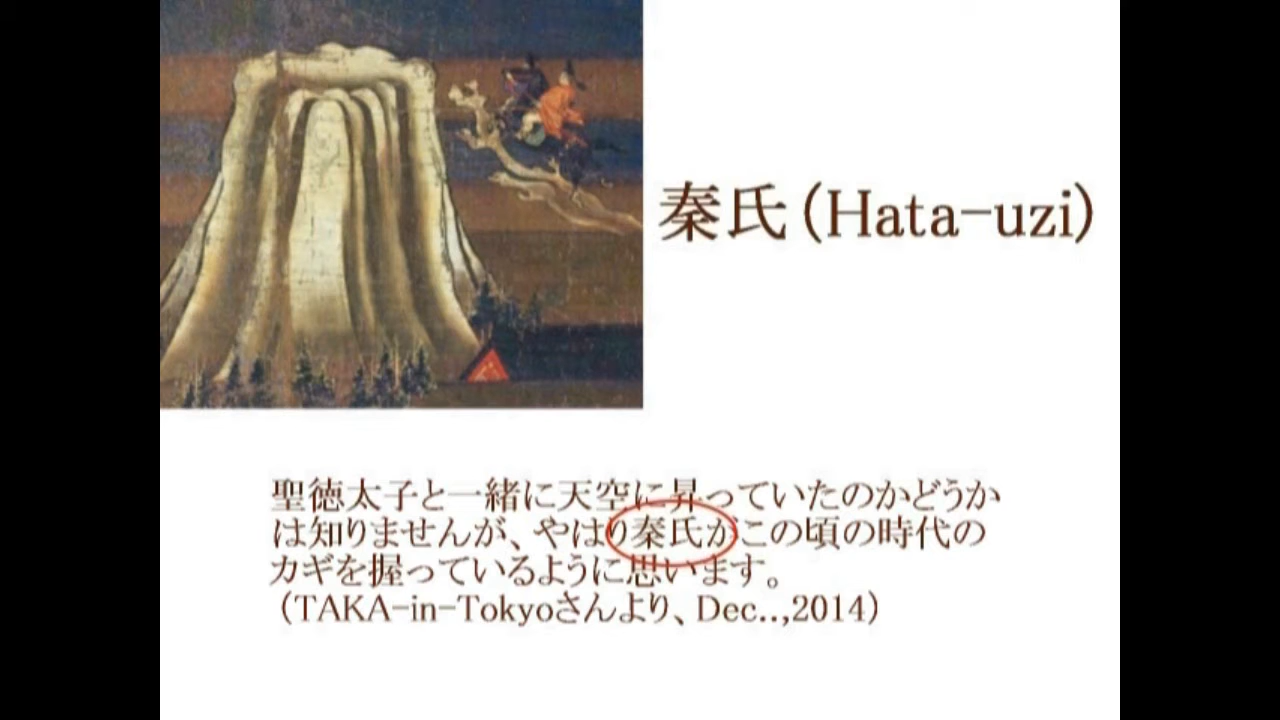 秦氏(Hata-uzi)
聖徳太子と一緒に天空に昇っていたのかどうか
は知りませんが、やはり秦氏がこの頃の時代の
カギを握っているように思います。
(TAKA-in-Tokyoさんより、Dec..,2014)